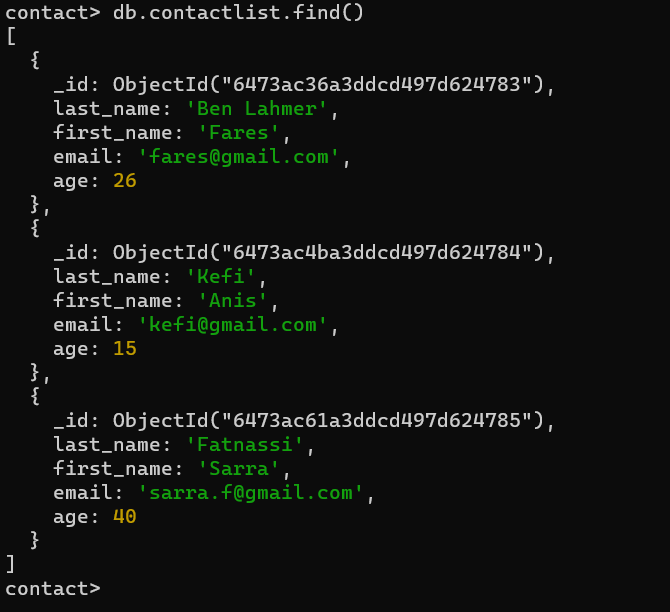 contact> db.contactlist.find()
[
  {
    _id: ObjectId("6473ac36a3ddcd497d624783"),
    last_name: 'Ben Lahmer',
    first_name: 'Fares',
    email: 'fares@gmail.com',
    age: 26
  },
  {
    _id: ObjectId("6473ac4ba3ddcd497d624784"),
    last_name: 'Kefi',
    first_name: 'Anis',
    email: 'kefi@gmail.com',
    age: 15
  },
  {
    _id: ObjectId("6473ac61a3ddcd497d624785"),
    last_name: 'Fatnassi',
    first_name: 'Sarra',
    email: 'sarra.f@gmail.com',
    age: 40
  }
]
contact>